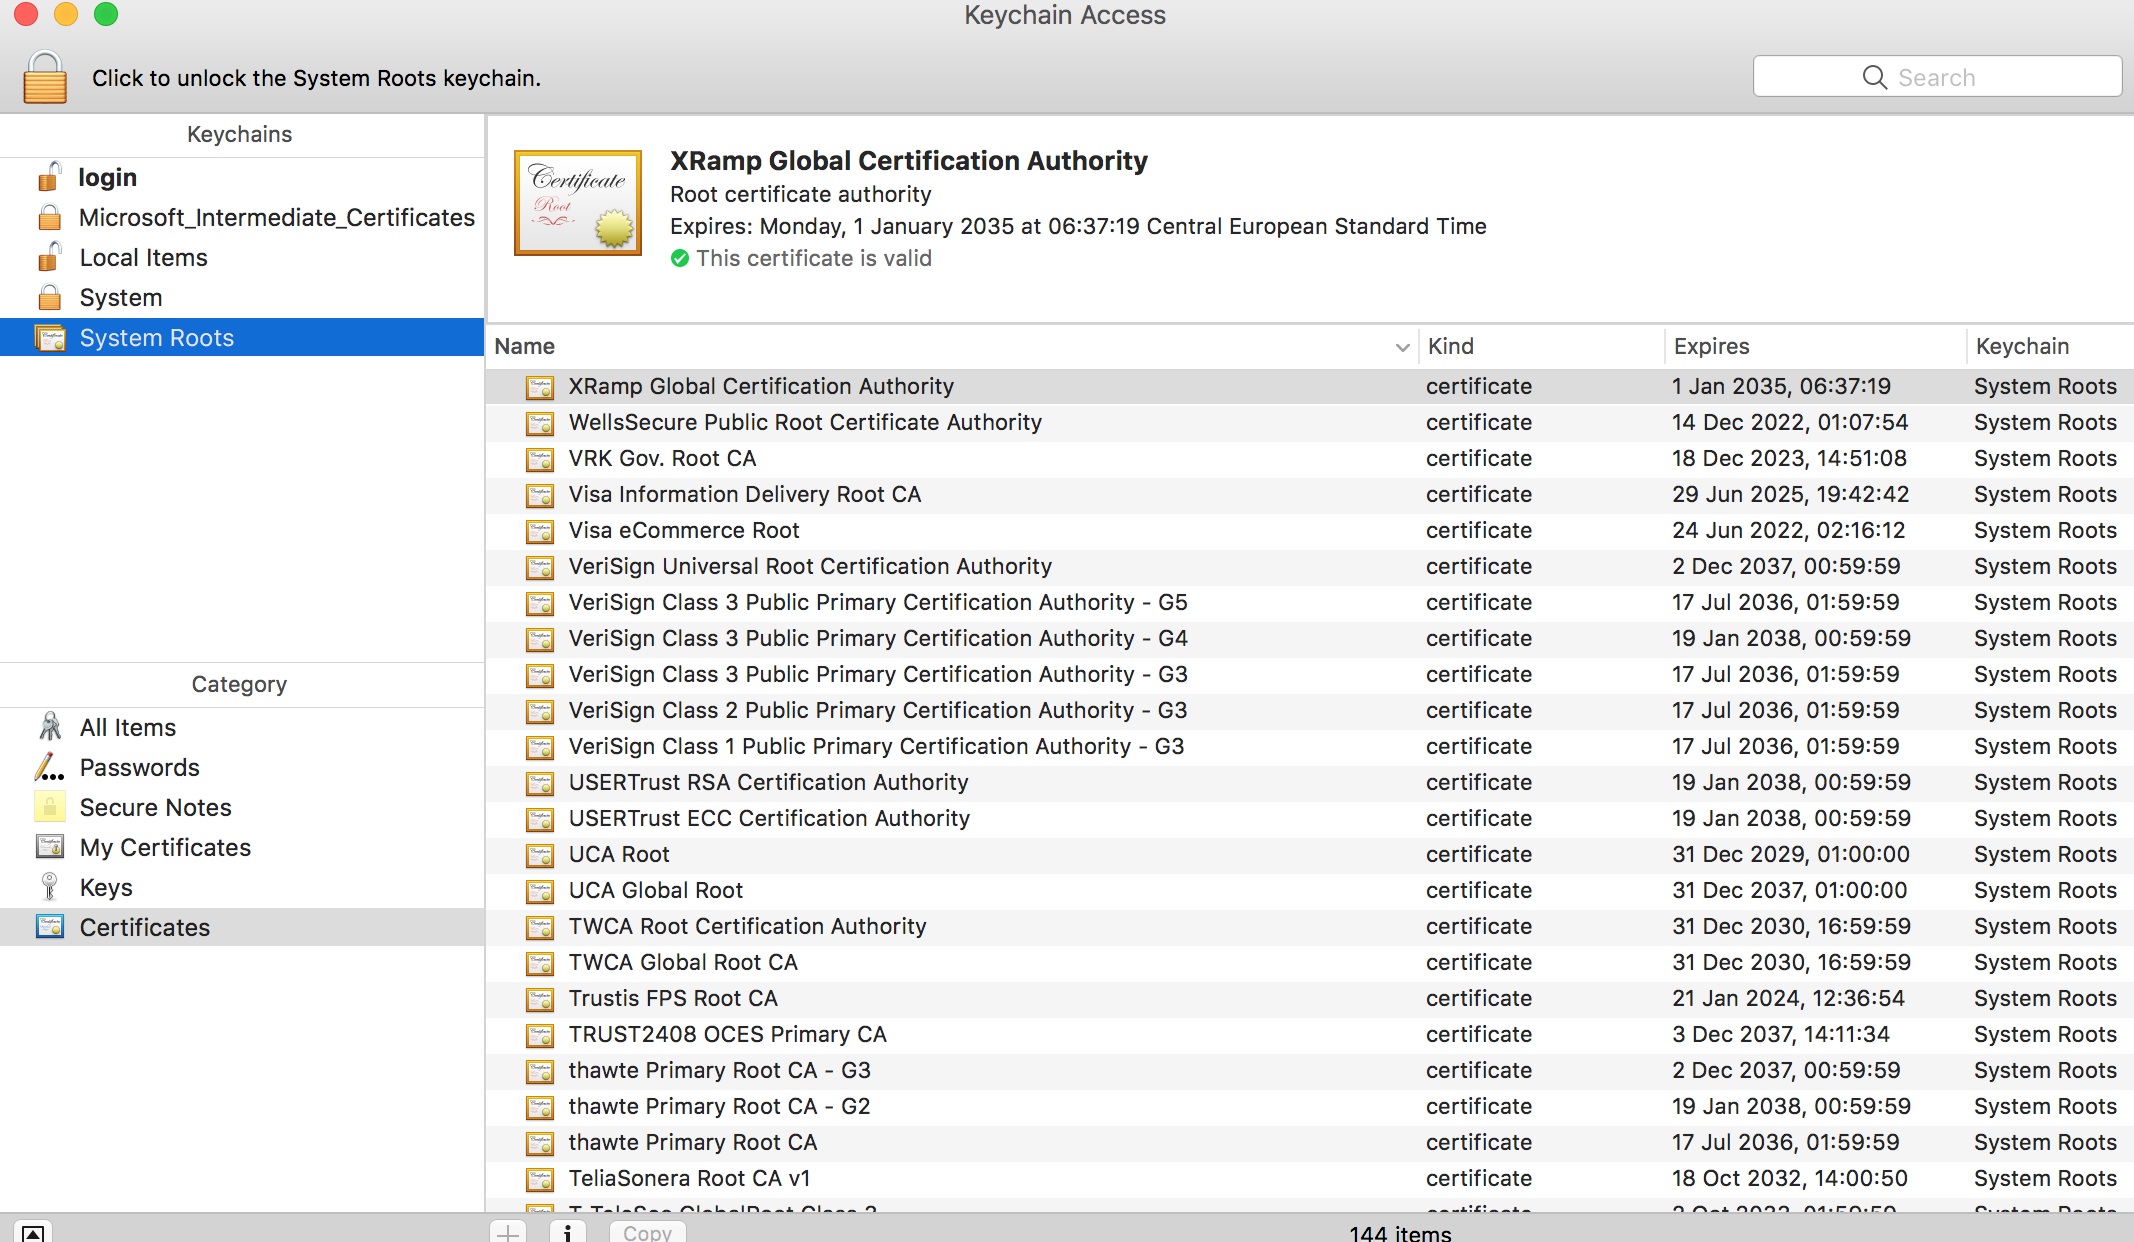 Keychain Access
Click to unlock the System Roots keychain.
Search
Keychains
login
Microsoft_Intermediate_Certificates
Local Items
System
System Roots
Category
All Items
Passwords
Secure Notes
My Certificates
Keys
Certificates
Certificate
Root
XRamp Global Certification Authority
Root certificate authority
Expires: Monday, 1 January 2035 at 06:37:19 Central European Standard Time
This certificate is valid
Name Kind Expires Keychain
XRamp Global Certification Authority certificate 1 Jan 2035, 06:37:19 System Roots
WellsSecure Public Root Certificate Authority certificate 14 Dec 2022, 01:07:54 System Roots
VRK Gov. Root CA certificate 18 Dec 2023, 14:51:08 System Roots
Visa Information Delivery Root CA certificate 29 Jun 2025, 19:42:42 System Roots
Visa eCommerce Root certificate 24 Jun 2022, 02:16:12 System Roots
VeriSign Universal Root Certification Authority certificate 2 Dec 2037, 00:59:59 System Roots
VeriSign Class 3 Public Primary Certification Authority - G5 certificate 17 Jul 2036, 01:59:59 System Roots
VeriSign Class 3 Public Primary Certification Authority - G4 certificate 19 Jan 2038, 00:59:59 System Roots
VeriSign Class 3 Public Primary Certification Authority - G3 certificate 17 Jul 2036, 01:59:59 System Roots
VeriSign Class 2 Public Primary Certification Authority - G3 certificate 17 Jul 2036, 01:59:59 System Roots
VeriSign Class 1 Public Primary Certification Authority - G3 certificate 17 Jul 2036, 01:59:59 System Roots
USERTrust RSA Certification Authority certificate 19 Jan 2038, 00:59:59 System Roots
USERTrust ECC Certification Authority certificate 19 Jan 2038, 00:59:59 System Roots
UCA Root certificate 31 Dec 2029, 01:00:00 System Roots
UCA Global Root certificate 31 Dec 2037, 01:00:00 System Roots
TWCA Root Certification Authority certificate 31 Dec 2030, 16:59:59 System Roots
TWCA Global Root CA certificate 31 Dec 2030, 16:59:59 System Roots
Trustis FPS Root CA certificate 21 Jan 2024, 12:36:54 System Roots
TRUST2408 OCES Primary CA certificate 3 Dec 2037, 14:11:34 System Roots
thawte Primary Root CA - G3 certificate 2 Dec 2037, 00:59:59 System Roots
thawte Primary Root CA - G2 certificate 19 Jan 2038, 00:59:59 System Roots
thawte Primary Root CA certificate 17 Jul 2036, 01:59:59 System Roots
TeliaSonera Root CA v1 certificate 18 Oct 2032, 14:00:50 System Roots
Copy
144 items